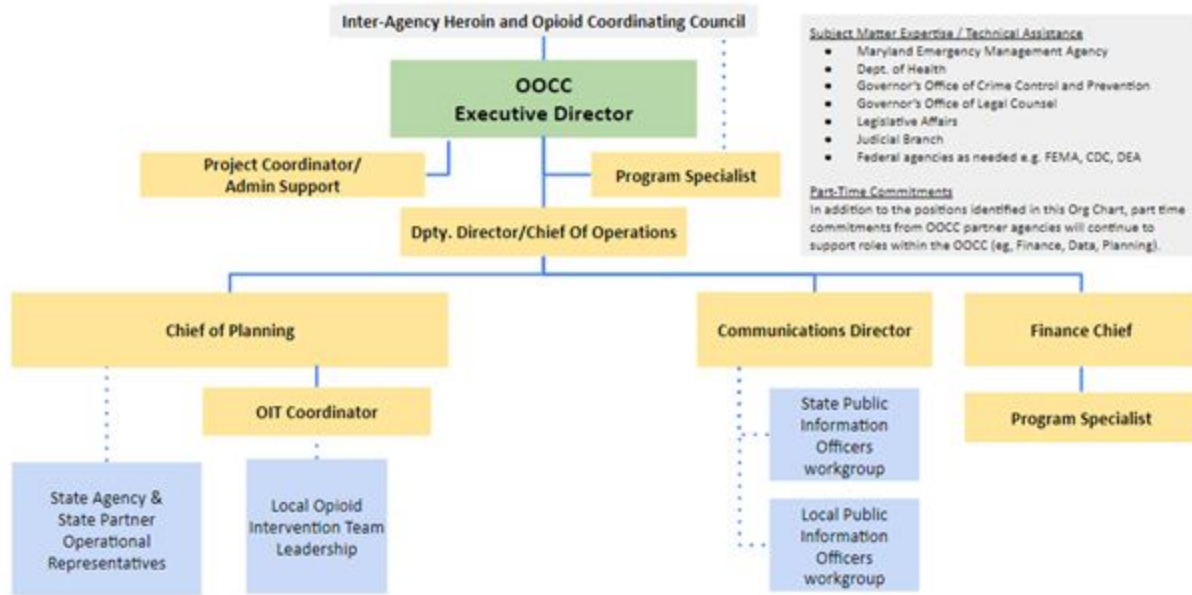 Inter-Agency Heroin and Opioid Coordinating Council
OOCC
Executive Director
Project Coordinator/
Admin Support
Program Specialist
Dpty. Director/Chief Of Operations
Subject Matter Expertise / Technical Assistance
● Maryland Emergency Management Agency
● Dept. of Health
● Governor's Office of Crime Control and Prevention
● Governor's Office of Legal Counsel
● Legislative Affairs
● Judicial Branch
● Federal agencies as needed e.g. FEMA, CDC, DEA
Part-Time Commitments
In addition to the positions identified in this Org Chart, part time
commitments from OOCC partner agencies will continue to
support roles within the OOCC (eg, Finance, Data, Planning).
Chief of Planning
Communications Director
Finance Chief
OIT Coordinator
Program Specialist
State Agency &
State Partner
Operational
Representatives
Local Opioid
Intervention Team
Leadership
State Public
Information
Officers
workgroup
Local Public
Information
Officers
workgroup